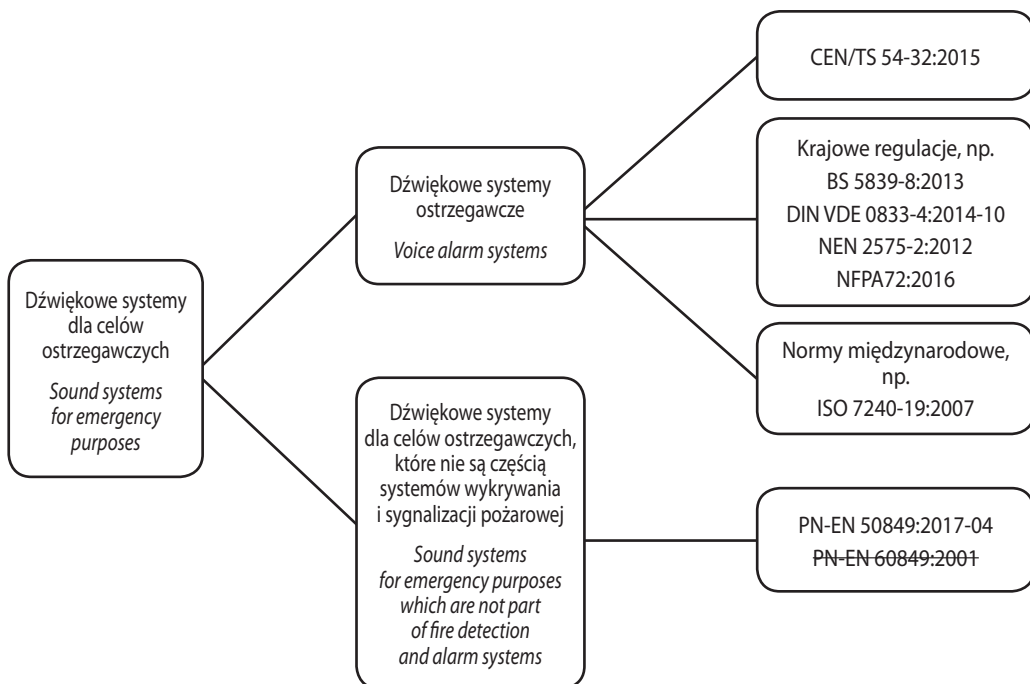 Dźwiękowe systemy
dla celów
ostrzegawczych
Sound systems
for emergency
purposes
Dźwiękowe systemy
ostrzegawcze
Voice alarm systems
Dźwiękowe systemy
dla celów ostrzegawczych,
które nie są częścią
systemów wykrywania
i sygnalizacji pożarowej
Sound systems
for emergency purposes
which are not part
of fire detection
and alarm systems
CEN/TS 54-32:2015
Krajowe regulacje, np.
BS 5839-8:2013
DIN VDE 0833-4:2014-10
NEN 2575-2:2012
NFPA72:2016
Normy międzynarodowe,
np.
ISO 7240-19:2007
PN-EN 50849:2017-04
PN-EN 60849:2001